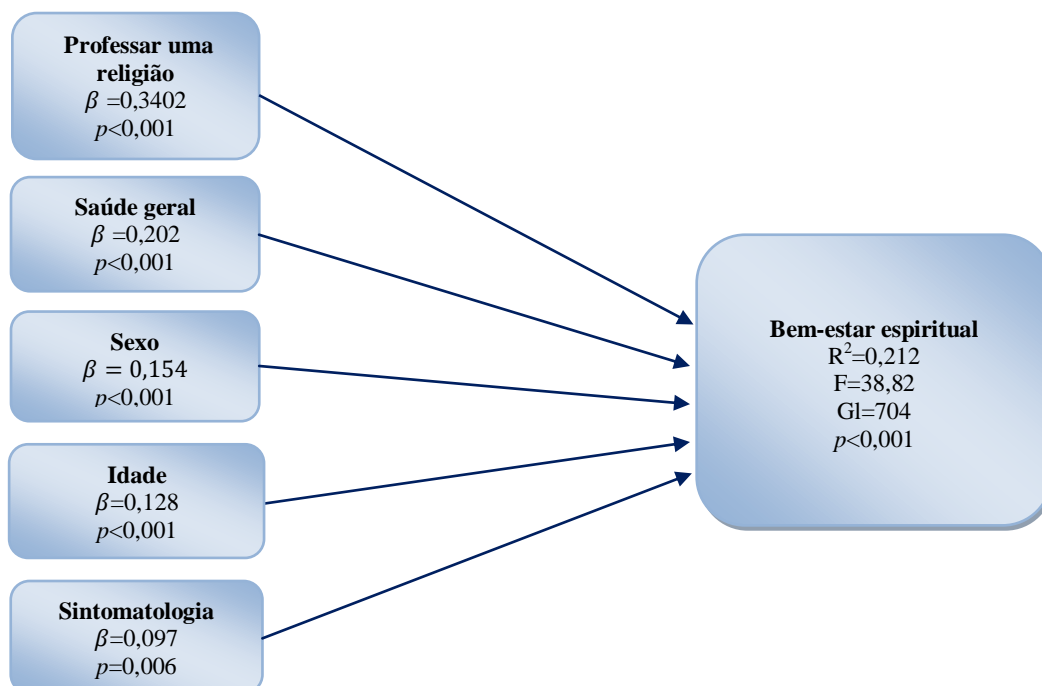 Professar uma
religião
β =0,3402
p<0,001
Saúde geral
β =0,202
p<0,001
Sexo
β = 0,154
p<0,001
Idade
β=0,128
p<0,001
Sintomatologia
β=0,097
p=0,006
Bem-estar espiritual
R²=0,212
F=38,82
Gl=704
p<0,001